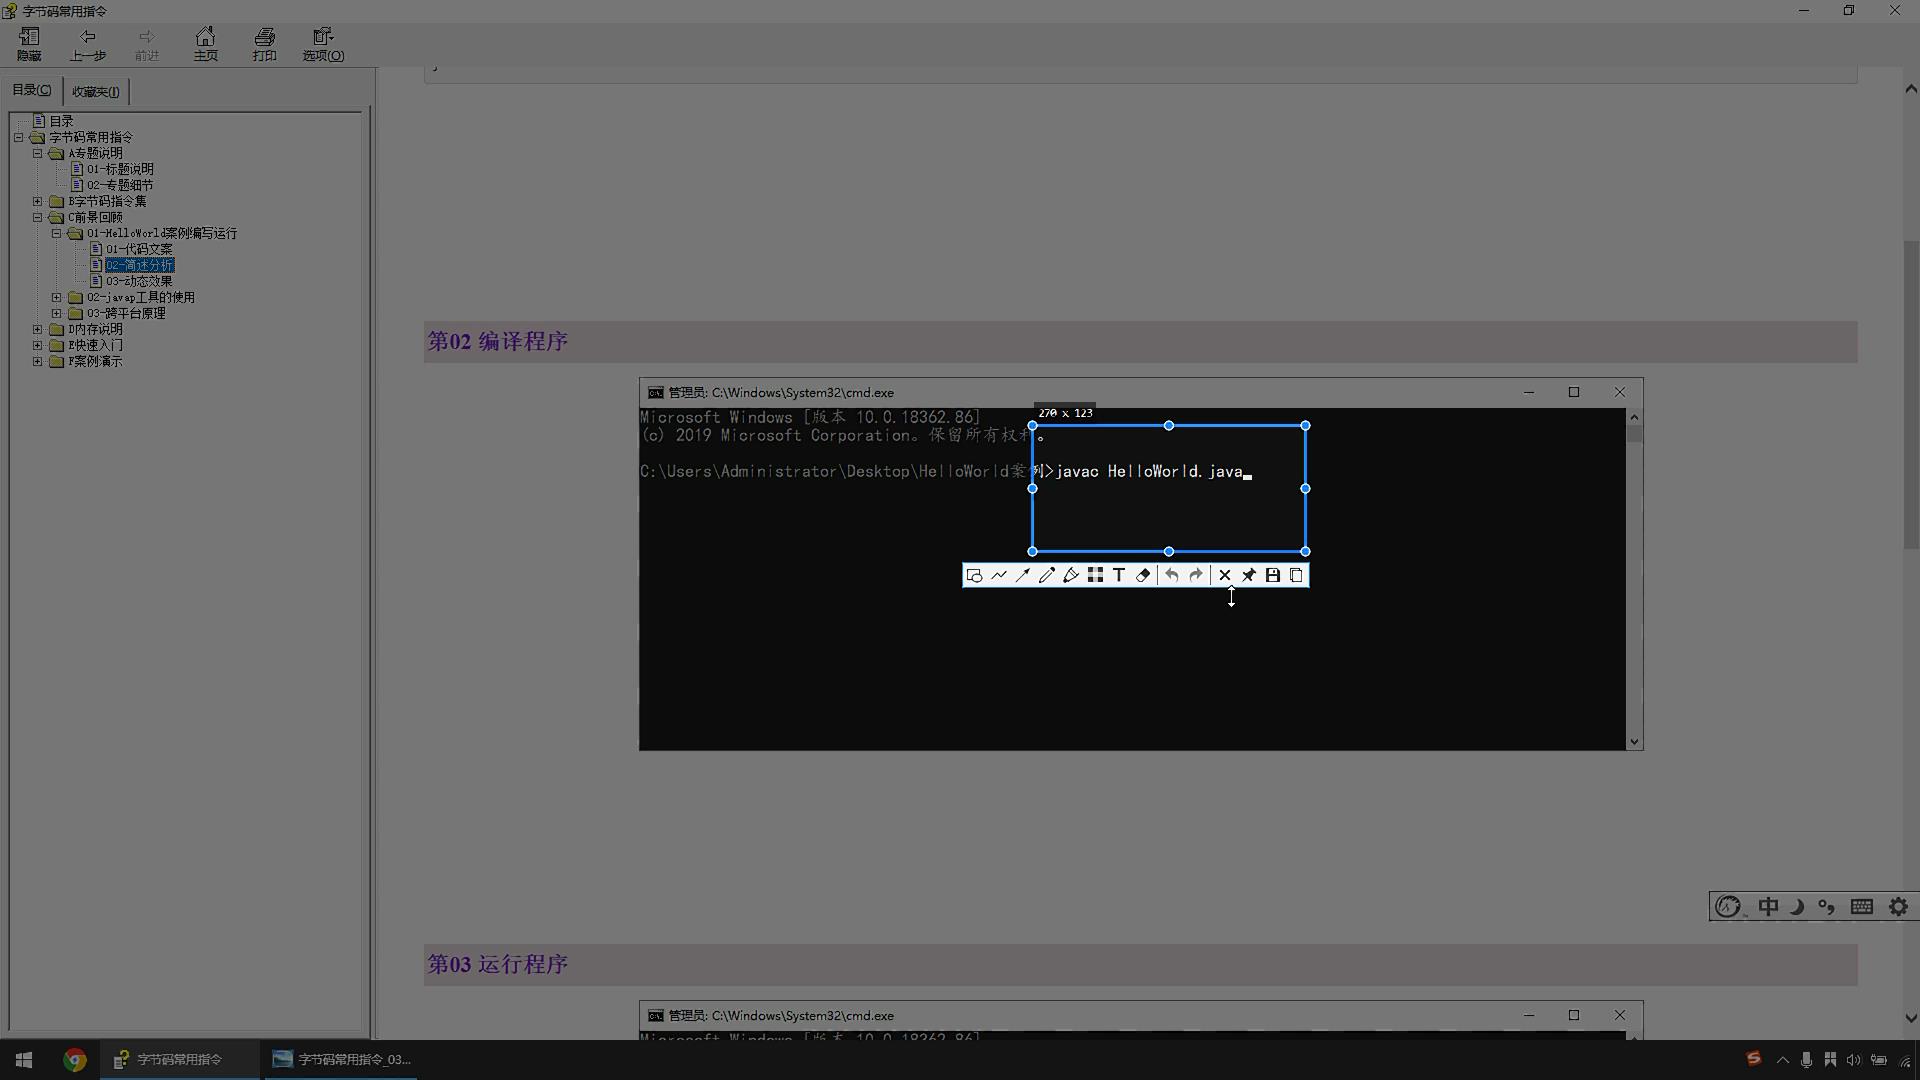 字节码常用指令
隐藏
上一步
前进
主页
打印
选项(O)
目录(C)
收藏夹(I)
目录
字节码常用指令
A专题说明
01-标题说明
02-专题细节
B字节码指令集
C前景回顾
01-HelloWorld案例编写运行
01-代码文案
02-简述分析
03-动态效果
02-javap工具的使用
03-跨平台原理
D内存说明
E快速入门
F案例演示
第02 编译程序
管理员: C:\Windows\System32\cmd.exe
Microsoft Windows [版本 10.0.18362.86]
270 x 123
(c) 2019 Microsoft Corporation。保留所有权利。
C:\Users\Administrator\Desktop\HelloWorld案例>javac HelloWorld.java
T
中
第03 运行程序
管理员: C:\Windows\System32\cmd.exe
Microsoft Windows [版本 10.0.18362.86]
字节码常用指令
字节码常用指令_03...